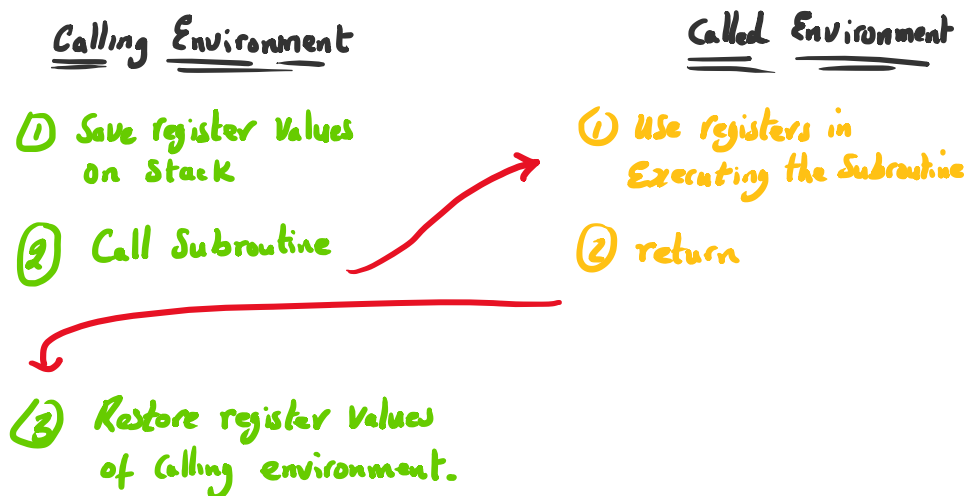 Calling Environment
① Save register values
on Stack
② Call Subroutine
③ Restore register values
of Calling environment.
Called Environment
① Use registers in
Executing the Subroutine
② return